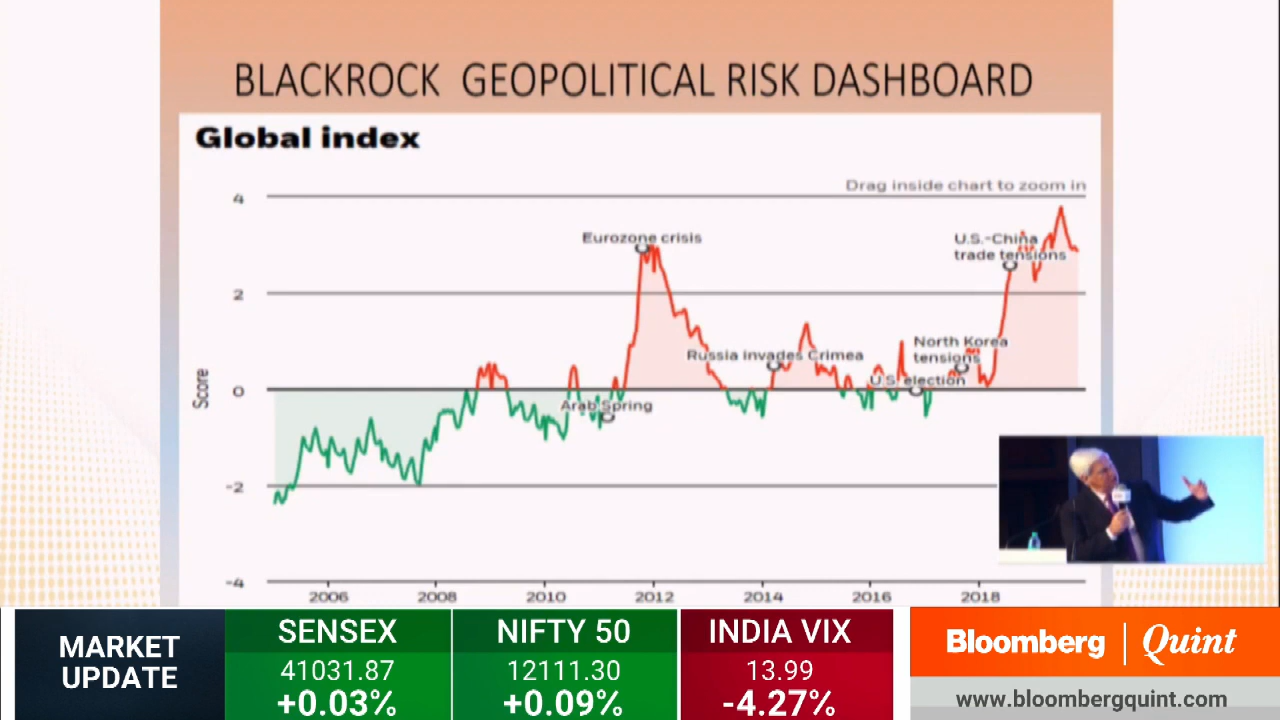 BLACKROCK GEOPOLITICAL RISK DASHBOARD
Global index
Drag inside chart to zoom in
4
Eurozone crisis
U.S.-China
trade tensions
2
North Korea
tensions
Russia invades Crimea
U.S. election
Score
0
Arab Spring
-2
-4
2006 2008 2010 2012 2014 2016 2018
MARKET
UPDATE
SENSEX
41031.87
+0.03%
NIFTY 50
12111.30
+0.09%
INDIA VIX
13.99
-4.27%
Bloomberg | Quint
www.bloombergquint.com